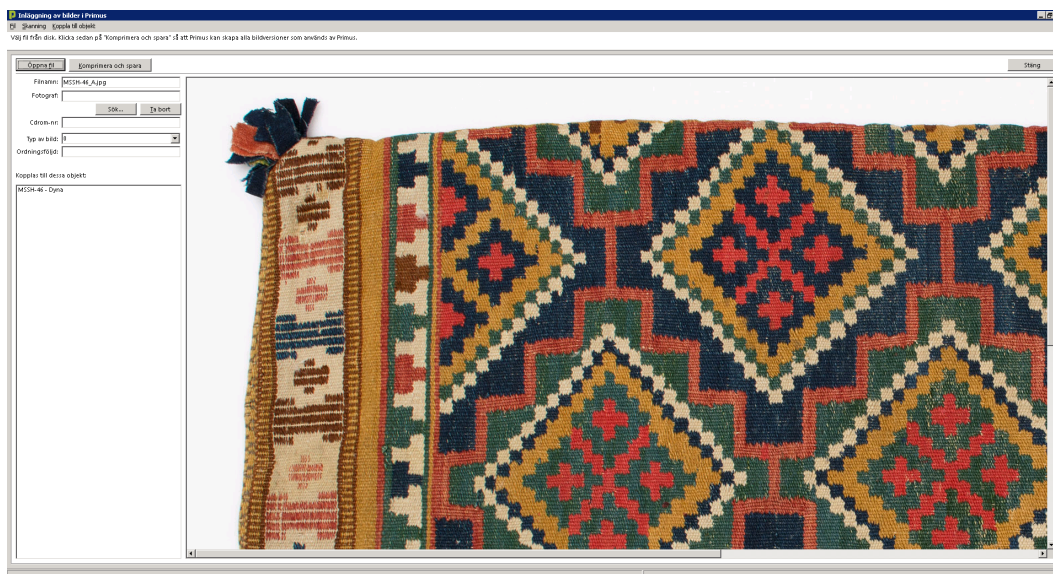 Inläggning av bilder i Primus
Fil Skanning Koppla till objekt
Välj fil från disk. Klicka sedan på "Komprimera och spara" så att Primus kan skapa alla bildversioner som används av Primus.
Öppna fil Komprimera och spara Stäng
Filnamn: MSSH-46_A.jpg
Fotograf:
Sök... Ta bort
Cdrom-nr:
Typ av bild:
Ordningsföljd:
Kopplas till dessa objekt:
MSSH-46 - Dyna